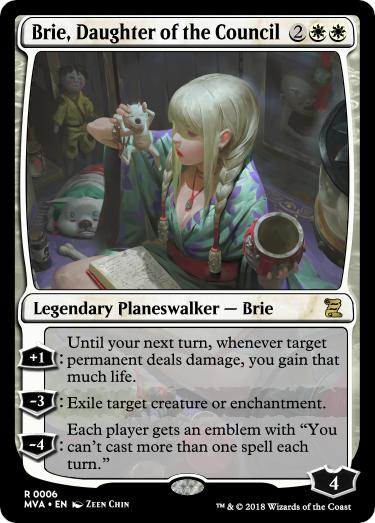 Brie, Daughter of the Council 2
Legendary Planeswalker — Brie
+1: Until your next turn, whenever target
permanent deals damage, you gain that
much life.
-3: Exile target creature or enchantment.
Each player gets an emblem with “You
-4: can’t cast more than one spell each
turn.”
4
R 0006
MVA • EN Zeen Chin
™ & © 2018 Wizards of the Coast